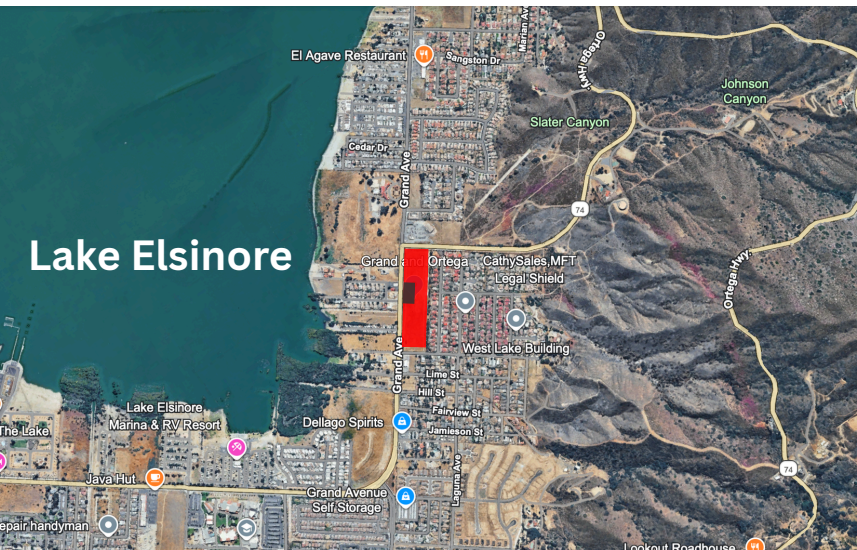 El Agave Restaurant
Sangston Dr
Marian Av
Ortega Hwy.
Johnson
Canyon
Slater Canyon
Cedar Dr
Grand Ave
74
Lake Elsinore
Grand and Ortega
CathySales,MFT
Legal Shield
Ortega Hwy.
West Lake Building
Grand Ave
Lime St
Hill St
Fairview St
Jamieson St
Lake Elsinore
Marina & RV Resort
Dellago Spirits
The Lake
Laguna Ave
74
Java Hut
Grand Avenue
Self Storage
epair handyman
Lookout Roadhouse